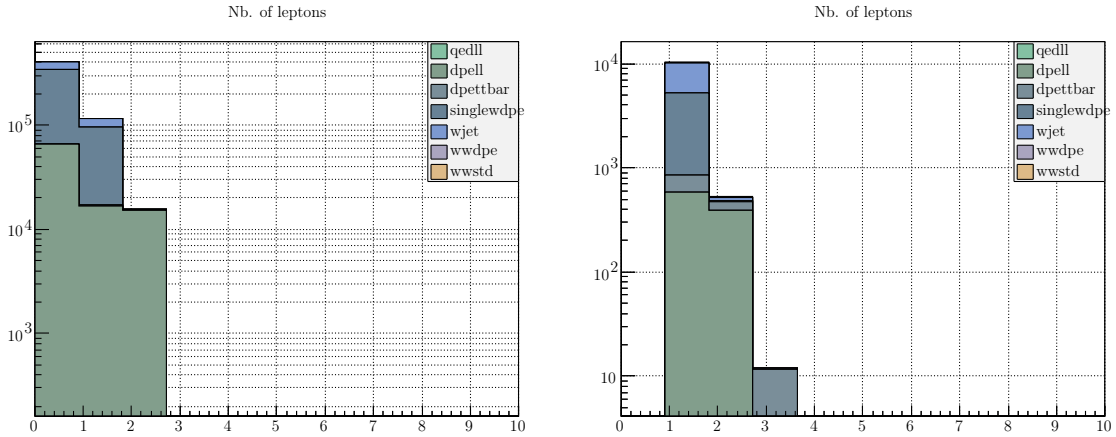 Nb. of leptons
10^5
10^4
10^3
0 1 2 3 4 5 6 7 8 9 10
qedll
dpell
dpettbar
singlewdpe
wjet
wwdpe
wwstd
Nb. of leptons
10^4
10^3
10^2
10
0 1 2 3 4 5 6 7 8 9 10
qedll
dpell
dpettbar
singlewdpe
wjet
wwdpe
wwstd